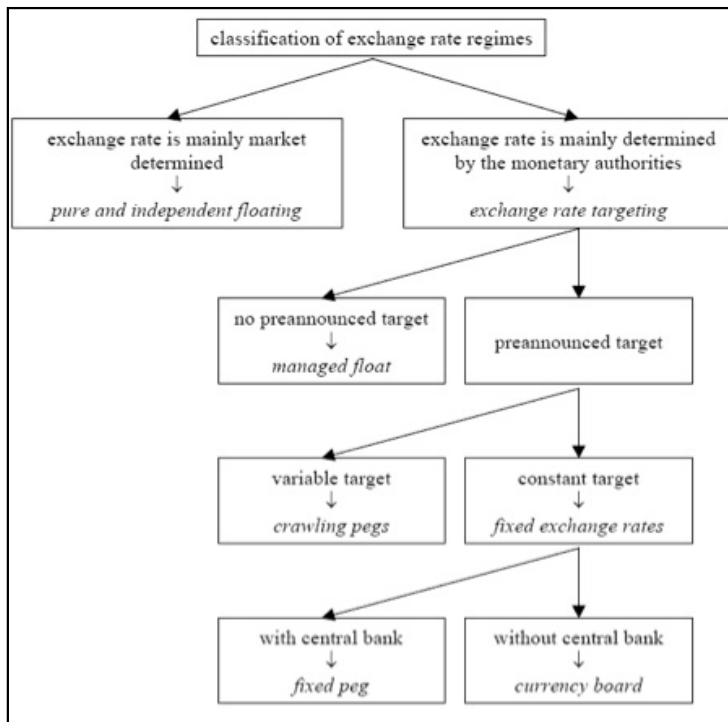 classification of exchange rate regimes
exchange rate is mainly market
determined
↓
pure and independent floating
exchange rate is mainly determined
by the monetary authorities
↓
exchange rate targeting
no preannounced target
↓
managed float
preannounced target
variable target
↓
crawling pegs
constant target
↓
fixed exchange rates
with central bank
↓
fixed peg
without central bank
↓
currency board